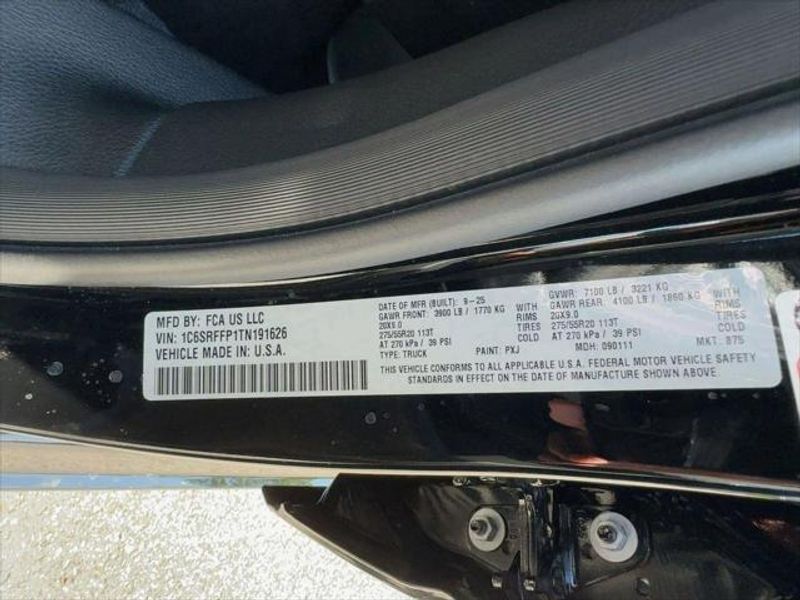 MFD BY: FCA US LLC
VIN: 1C6SRFFP1TN191626
VEHICLE MADE IN: U.S.A.
DATE OF MFR (BUILT): 9-25 GVWR: 7100 LB / 3221 KG
GAWR FRONT: 3900 LB / 1770 KG WITH GAWR REAR: 4100 LB / 1860 KG WITH
20X9.0 RIMS 20X9.0 RIMS
275/55R20 113T TIRES 275/55R20 113T TIRES
AT 270 kPa / 39 PSI COLD AT 270 kPa / 39 PSI COLD
TYPE: TRUCK PAINT: PXJ MDH: 090111 MKT: 875
THIS VEHICLE CONFORMS TO ALL APPLICABLE U.S.A. FEDERAL MOTOR VEHICLE SAFETY
STANDARDS IN EFFECT ON THE DATE OF MANUFACTURE SHOWN ABOVE